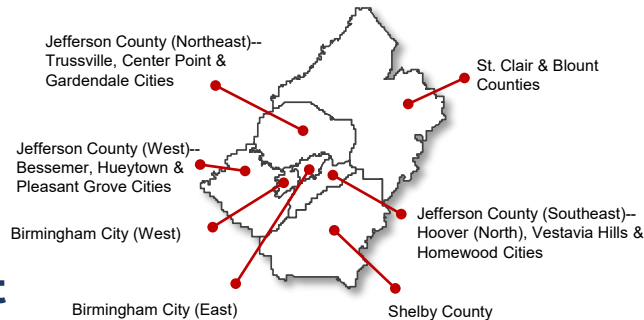 Jefferson County (Northeast)--
Trussville, Center Point &
Gardendale Cities
St. Clair & Blount
Counties
Jefferson County (West)--
Bessemer, Hueytown &
Pleasant Grove Cities
Birmingham City (West)
Jefferson County (Southeast)--
Hoover (North), Vestavia Hills &
Homewood Cities
Birmingham City (East)
Shelby County